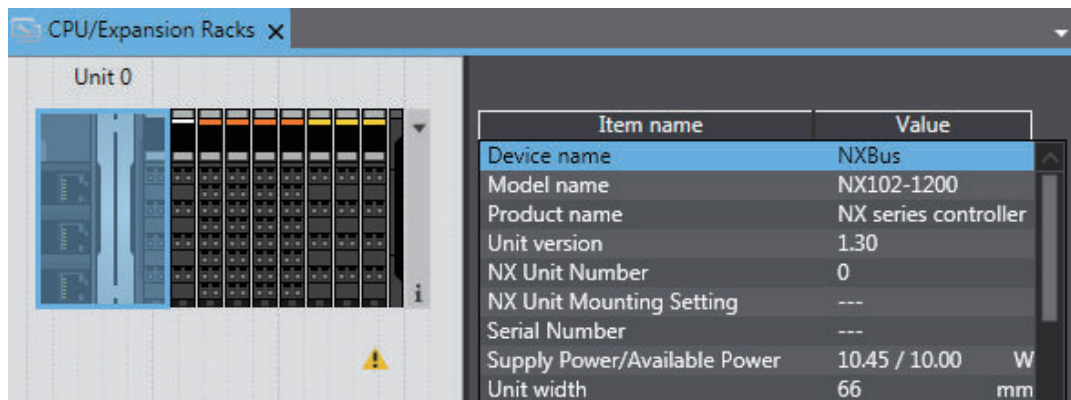 CPU/Expansion Racks
Unit 0
Item name Value
Device name NXBus
Model name NX102-1200
Product name NX series controller
Unit version 1.30
NX Unit Number 0
NX Unit Mounting Setting ---
Serial Number ---
Supply Power/Available Power 10.45 / 10.00 W
Unit width 66 mm